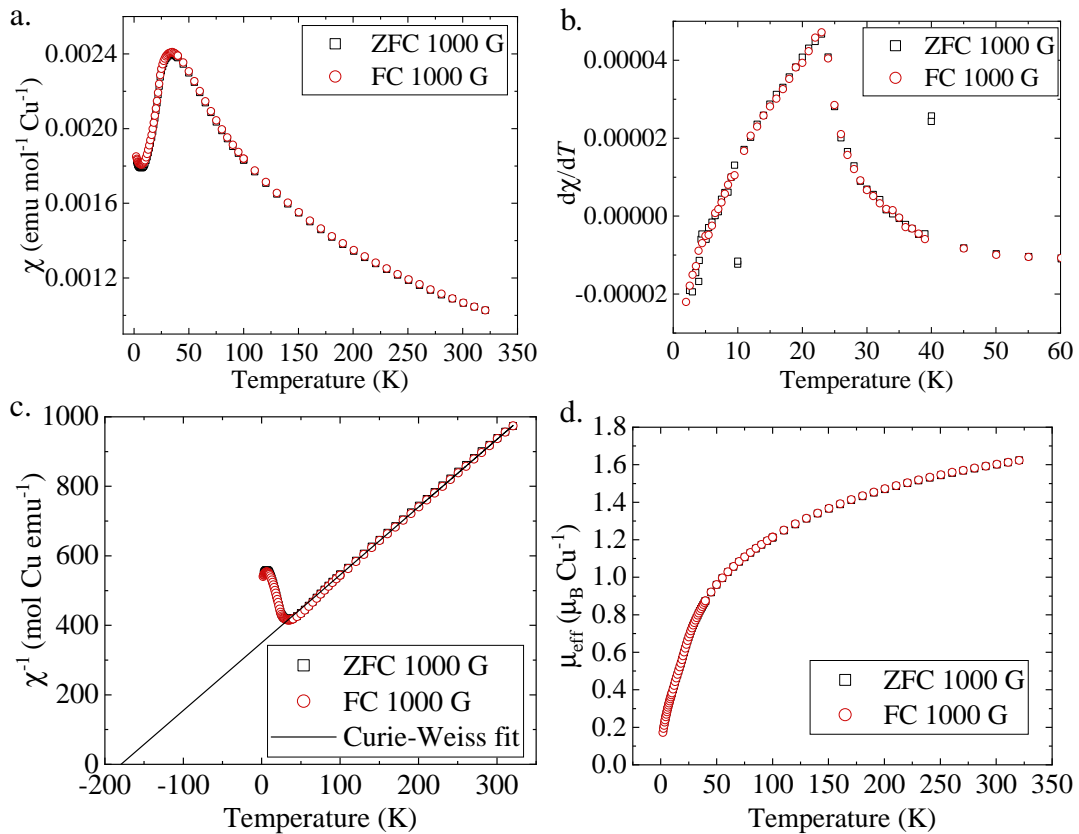 a.
χ (emu mol⁻¹ Cu⁻¹)
0.0024
0.0020
0.0016
0.0012
ZFC 1000 G
FC 1000 G
0 50 100 150 200 250 300 350
Temperature (K)
b.
dχ/dT
0.00004
0.00002
0.00000
-0.00002
ZFC 1000 G
FC 1000 G
0 10 20 30 40 50 60
Temperature (K)
c.
χ⁻¹ (mol Cu emu⁻¹)
1000
800
600
400
200
0
ZFC 1000 G
FC 1000 G
Curie-Weiss fit
-200 -100 0 100 200 300
Temperature (K)
d.
μeff (μB Cu⁻¹)
1.8
1.6
1.4
1.2
1.0
0.8
0.6
0.4
0.2
0.0
ZFC 1000 G
FC 1000 G
0 50 100 150 200 250 300 350
Temperature (K)